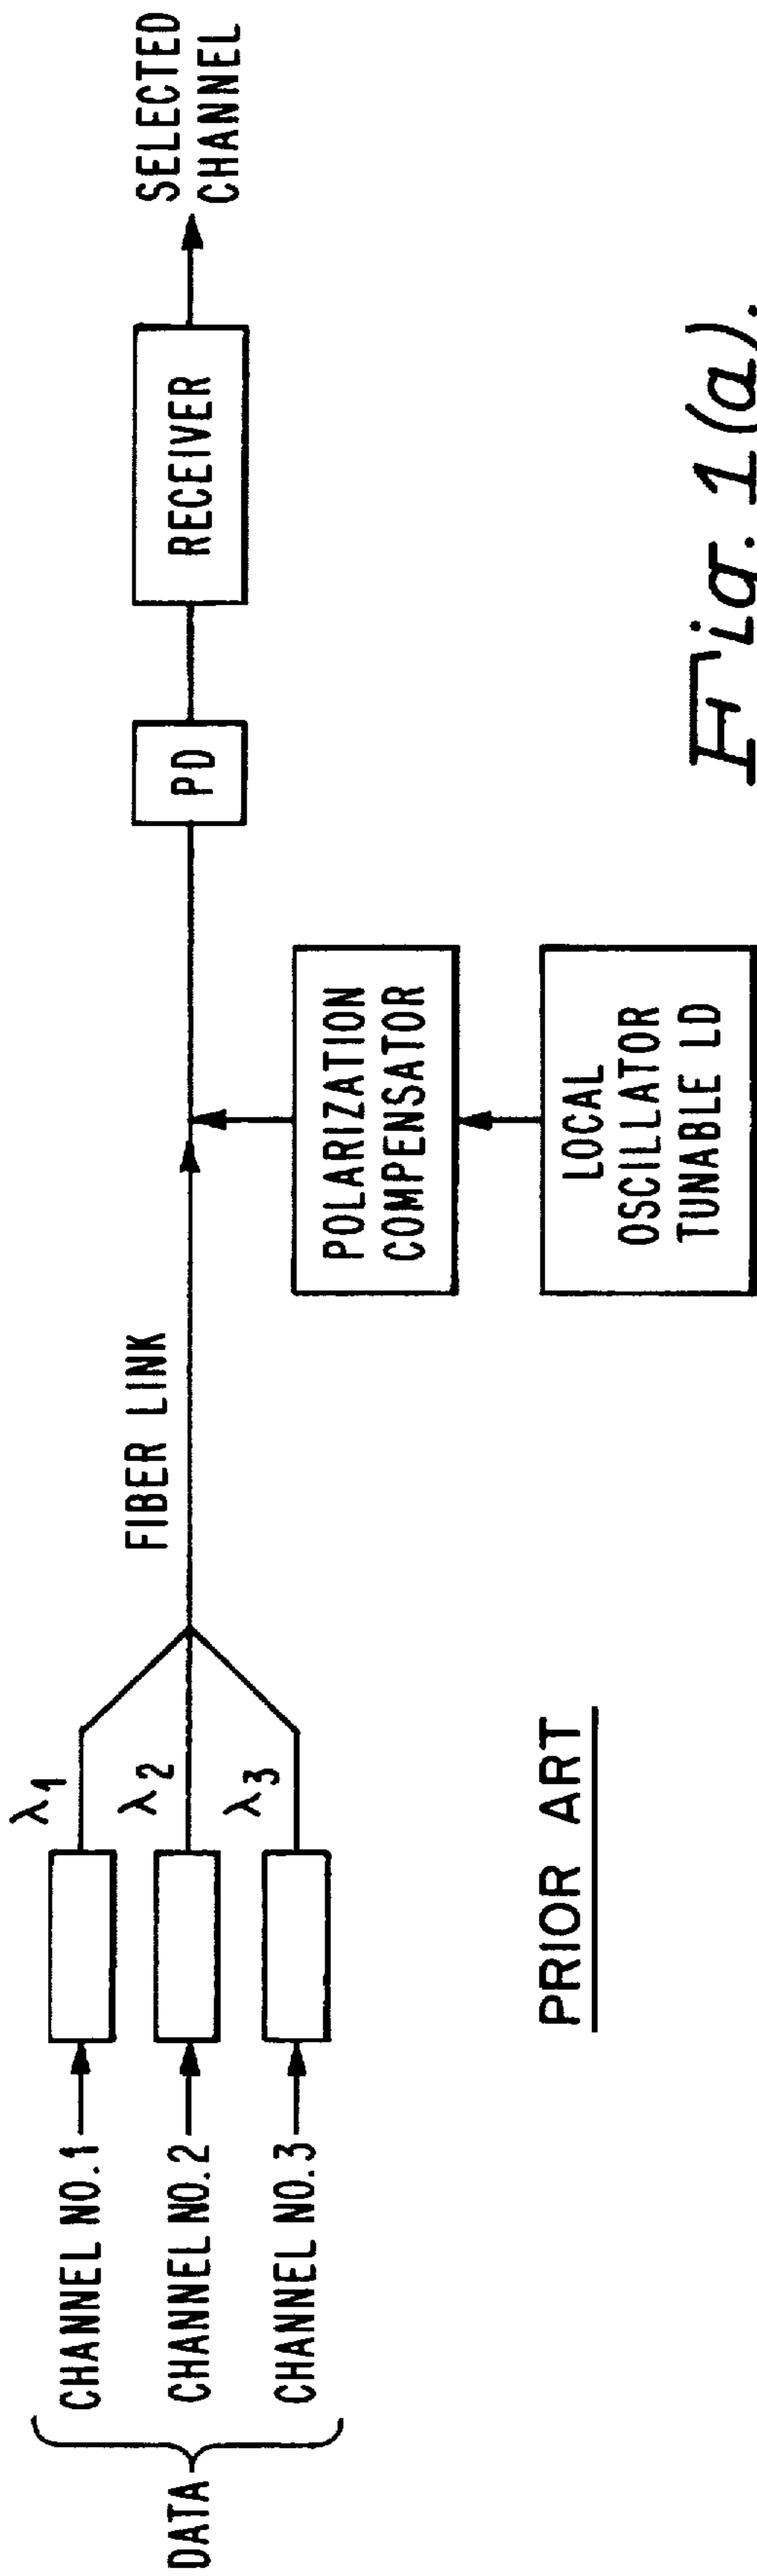 DATA
CHANNEL NO.1
CHANNEL NO.2
CHANNEL NO.3
λ1
λ2
λ3
FIBER LINK
POLARIZATION
COMPENSATOR
LOCAL
OSCILLATOR
TUNABLE LD
PD
RECEIVER
SELECTED
CHANNEL
PRIOR ART
Fig. 1(a).